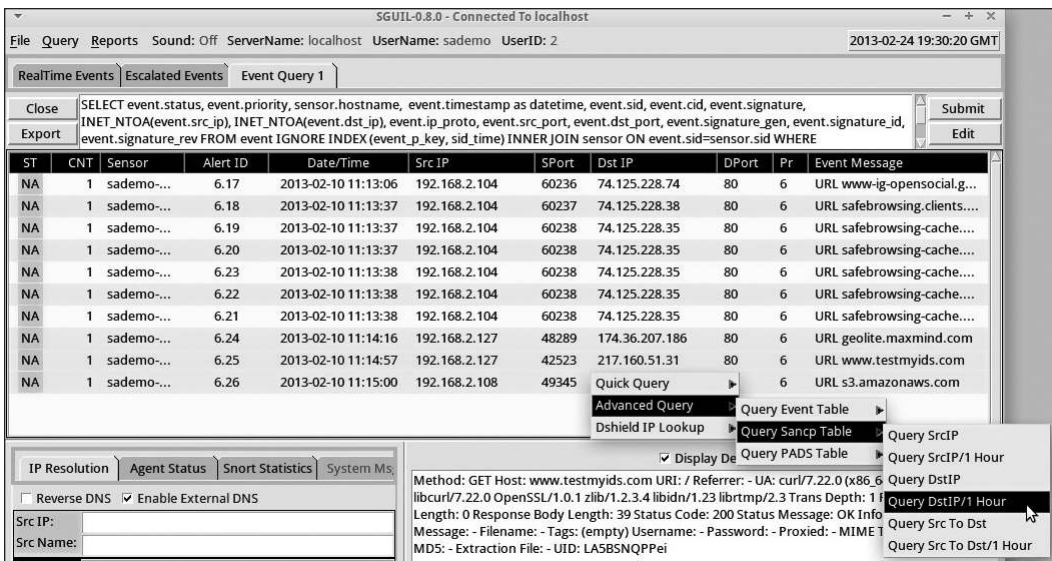 SGUIL-0.8.0 - Connected To localhost
File Query Reports Sound: Off ServerName: localhost UserName: sademo UserID: 2 2013-02-24 19:30:20 GMT
RealTime Events Escalated Events Event Query 1
Close SELECT event.status, event.priority, sensor.hostname, event.timestamp as datetime, event.sid, event.cid, event.signature, Submit
INET_NTOA(event.src_ip), INET_NTOA(event.dst_ip), event.ip_proto, event.src_port, event.dst_port, event.signature_gen, event.signature_id,
Export event.signature_rev FROM event IGNORE INDEX (event_p_key, sid_time) INNER JOIN sensor ON event.sid=sensor.sid WHERE Edit
ST CNT Sensor Alert ID Date/Time Src IP SPort Dst IP DPort Pr Event Message
NA 1 sademo-... 6.17 2013-02-10 11:13:06 192.168.2.104 60236 74.125.228.74 80 6 URL www-ig-opensocial.g...
NA 1 sademo-... 6.18 2013-02-10 11:13:37 192.168.2.104 60237 74.125.228.38 80 6 URL safebrowsing.clients....
NA 1 sademo-... 6.19 2013-02-10 11:13:37 192.168.2.104 60238 74.125.228.35 80 6 URL safebrowsing-cache....
NA 1 sademo-... 6.20 2013-02-10 11:13:37 192.168.2.104 60238 74.125.228.35 80 6 URL safebrowsing-cache....
NA 1 sademo-... 6.23 2013-02-10 11:13:38 192.168.2.104 60238 74.125.228.35 80 6 URL safebrowsing-cache....
NA 1 sademo-... 6.22 2013-02-10 11:13:38 192.168.2.104 60238 74.125.228.35 80 6 URL safebrowsing-cache....
NA 1 sademo-... 6.21 2013-02-10 11:13:38 192.168.2.104 60238 74.125.228.35 80 6 URL safebrowsing-cache....
NA 1 sademo-... 6.24 2013-02-10 11:14:16 192.168.2.127 48289 174.36.207.186 80 6 URL geolite.maxmind.com
NA 1 sademo-... 6.25 2013-02-10 11:14:57 192.168.2.127 42523 217.160.51.31 80 6 URL www.testmyids.com
NA 1 sademo-... 6.26 2013-02-10 11:15:00 192.168.2.108 49345 6 URL s3.amazonaws.com
Quick Query
Advanced Query
Dshield IP Lookup
Query Event Table
Query Sancp Table
Query PADS Table
Query SrcIP
Query SrcIP/1 Hour
Query DstIP
Query DstIP/1 Hour
Query Src To Dst
Query Src To Dst/1 Hour
IP Resolution Agent Status Snort Statistics System Ms
Reverse DNS Enable External DNS
Src IP:
Src Name:
Display De
Method: GET Host: www.testmyids.com URI: / Referrer: - UA: curl/7.22.0 (x86_6
libcurl/7.22.0 OpenSSL/1.0.1 zlib/1.2.3.4 libidn/1.23 librtmp/2.3 Trans Depth: 1
Length: 0 Response Body Length: 39 Status Code: 200 Status Message: OK Info
Message: - Filename: - Tags: (empty) Username: - Password: - Proxied: - MIME T
MD5: - Extraction File: - UID: LA5BSNQPPei